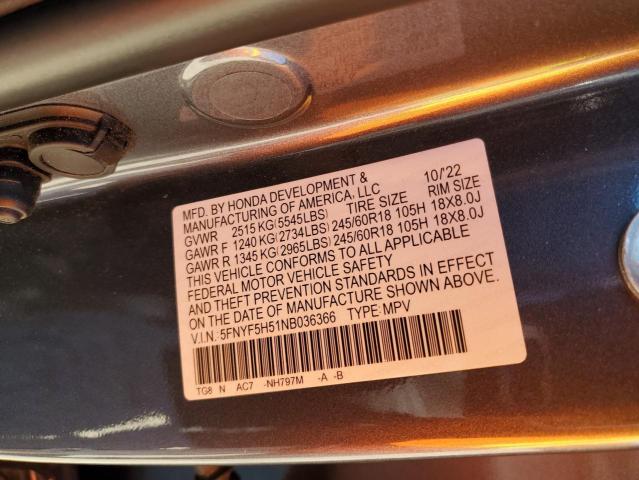 MFD. BY HONDA DEVELOPMENT & 10/'22
MANUFACTURING OF AMERICA, LLC
GVWR 2515 KG(5545LBS) TIRE SIZE RIM SIZE
GAWR F 1240 KG(2734LBS) 245/60R18 105H 18X8.0J
GAWR R 1345 KG(2965LBS) 245/60R18 105H 18X8.0J
THIS VEHICLE CONFORMS TO ALL APPLICABLE
FEDERAL MOTOR VEHICLE SAFETY
AND THEFT PREVENTION STANDARDS IN EFFECT
ON THE DATE OF MANUFACTURE SHOWN ABOVE.
V.I.N.: 5FNYF5H51NB036366 TYPE: MPV
TG8 N AC7 -NH797M -A -B